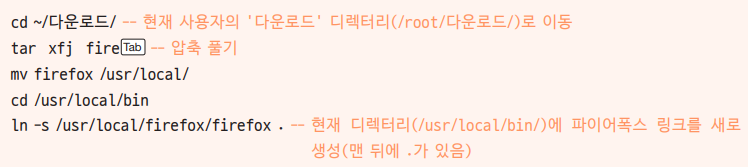 cd ~/다운로드/ -- 현재 사용자의 '다운로드' 디렉터리(/root/다운로드/)로 이동
tar xfj fire Tab -- 압축 풀기
mv firefox /usr/local/
cd /usr/local/bin
ln -s /usr/local/firefox/firefox . -- 현재 디렉터리(/usr/local/bin/)에 파이어폭스 링크를 새로
생성(맨 뒤에 .가 있음)